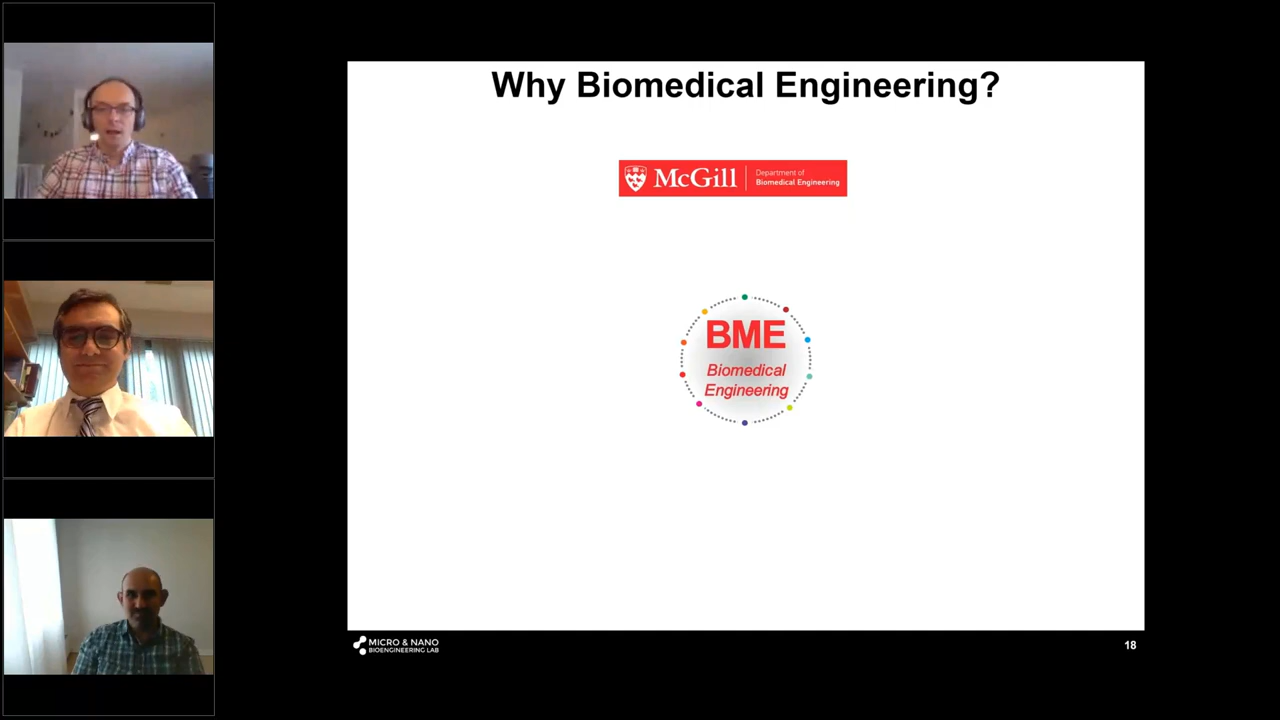 Why Biomedical Engineering?
McGill
Department of
Biomedical Engineering
BME
Biomedical
Engineering
MICRO & NANO
BIOENGINEERING LAB
18